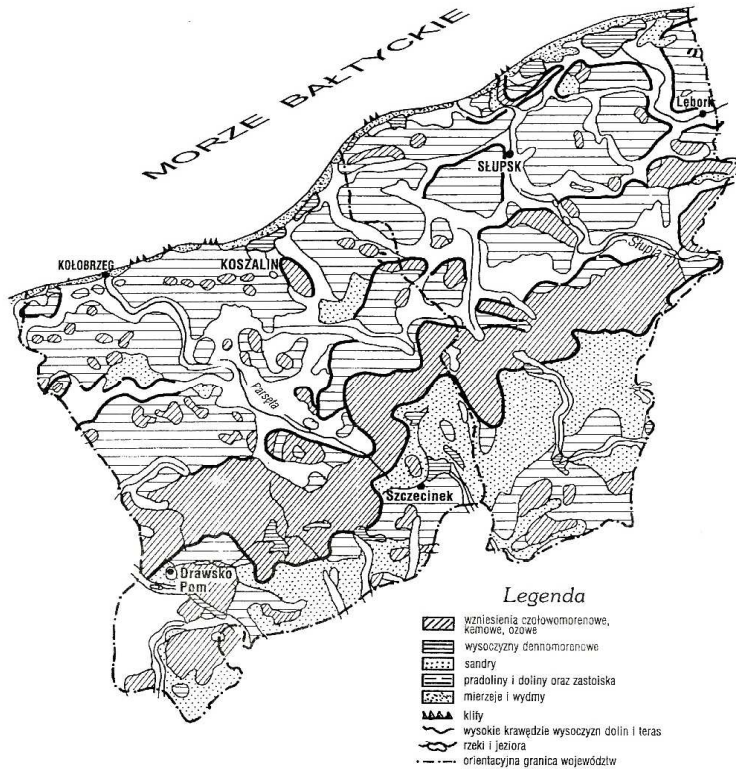 MORZE BAŁTYCKIE
Lębork
SŁUPSK
Słupia
KOŁOBRZEG
KOSZALIN
Parsęta
Szczecinek
Drawsko
Pom
Legenda
wzniesienia czołowomorenowe,
kemowe, ozowe
wysoczyzny dennomorenowe
sandry
pradoliny i doliny oraz zastoiska
mierzeje i wydmy
klify
wysokie krawędzie wysoczyzn dolin i teras
rzeki i jeziora
orientacyjna granica województw